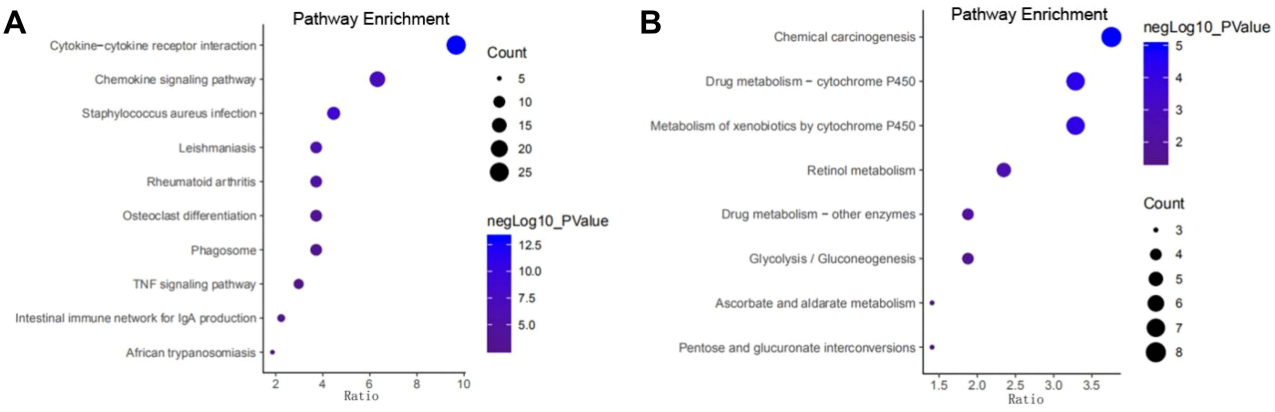 A
Pathway Enrichment
Cytokine−cytokine receptor interaction
Chemokine signaling pathway
Staphylococcus aureus infection
Leishmaniasis
Rheumatoid arthritis
Osteoclast differentiation
Phagosome
TNF signaling pathway
Intestinal immune network for IgA production
African trypanosomiasis
2 4 6 8 10
Ratio
Count
5
10
15
20
25
negLog10_PValue
12.5
10.0
7.5
5.0
B
Pathway Enrichment
Chemical carcinogenesis
Drug metabolism − cytochrome P450
Metabolism of xenobiotics by cytochrome P450
Retinol metabolism
Drug metabolism − other enzymes
Glycolysis / Gluconeogenesis
Ascorbate and aldarate metabolism
Pentose and glucuronate interconversions
1.5 2.0 2.5 3.0 3.5
Ratio
negLog10_PValue
5
4
3
2
Count
3
4
5
6
7
8